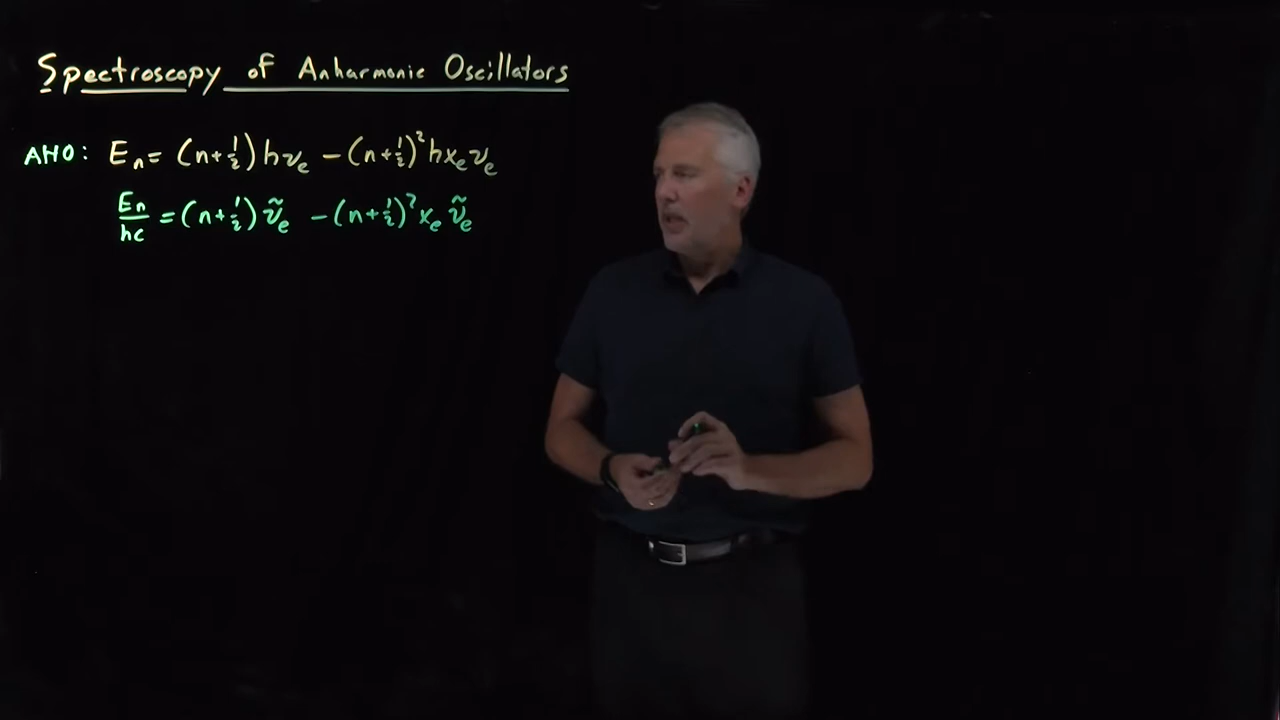 Spectroscopy of Anharmonic Oscillators
AHO: Eₙ = (n+½)hνₑ − (n+½)²hxₑνₑ
Eₙ/hc = (n+½)ν̃ₑ − (n+½)²xₑν̃ₑ